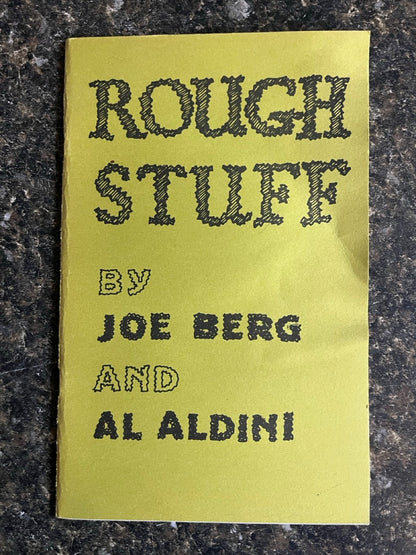 ROUGH
STUFF
BY
JOE BERG
AND
AL ALDINI